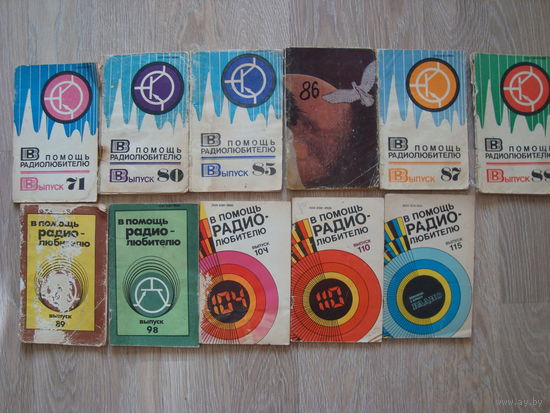 В помощь
радиолюбителю
Выпуск 71
В помощь
радиолюбителю
Выпуск 80
В помощь
радиолюбителю
Выпуск 85
86
В помощь
радиолюбителю
Выпуск 87
В помощь
радиолюбителю
Выпуск 88
В ПОМОЩЬ
РАДИО-
ЛЮБИТЕЛЮ
ВЫПУСК
89
В ПОМОЩЬ
РАДИО-
ЛЮБИТЕЛЮ
ВЫПУСК
98
В ПОМОЩЬ
РАДИО-
ЛЮБИТЕЛЮ
ВЫПУСК
104
104
В ПОМОЩЬ
РАДИО-
ЛЮБИТЕЛЮ
ВЫПУСК
110
110
В ПОМОЩЬ
РАДИО-
ЛЮБИТЕЛЮ
ВЫПУСК
115
www.ay.by